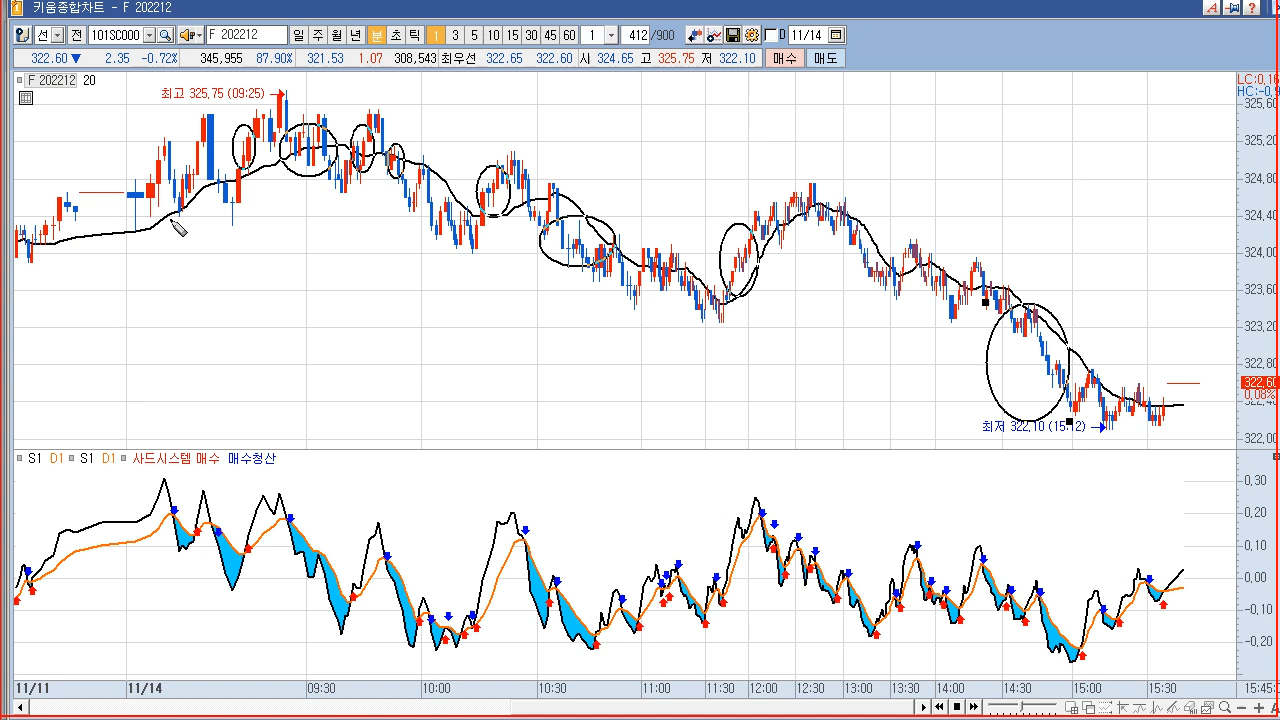 키움종합차트 - F 202212
선 전 101SC000 F 202212 일 주 월 년 분 초 틱 1 3 5 10 15 30 45 60 1 412 /900 D 11/14
322.60 ▼ 2.35 -0.72% 345,955 87.90% 321.53 1.07 308,543 최우선 322.65 322.60 시 324.65 고 325.75 저 322.10 매수 매도
F 202212 20
LC:0,16
HC:-0,9
최고 325,75 (09:25)
325,60
325,20
324,80
324,40
324,00
323,60
323,20
322,80
322,60
0,08%
322,40
322,00
최저 322,10 (15:12)
S1 D1 S1 D1 사드시스템 매수 매수청산
0,30
0,20
0,10
0,00
-0,10
-0,20
11/11 11/14 09:30 10:00 10:30 11:00 11:30 12:00 12:30 13:00 13:30 14:00 14:30 15:00 15:30 15:45: